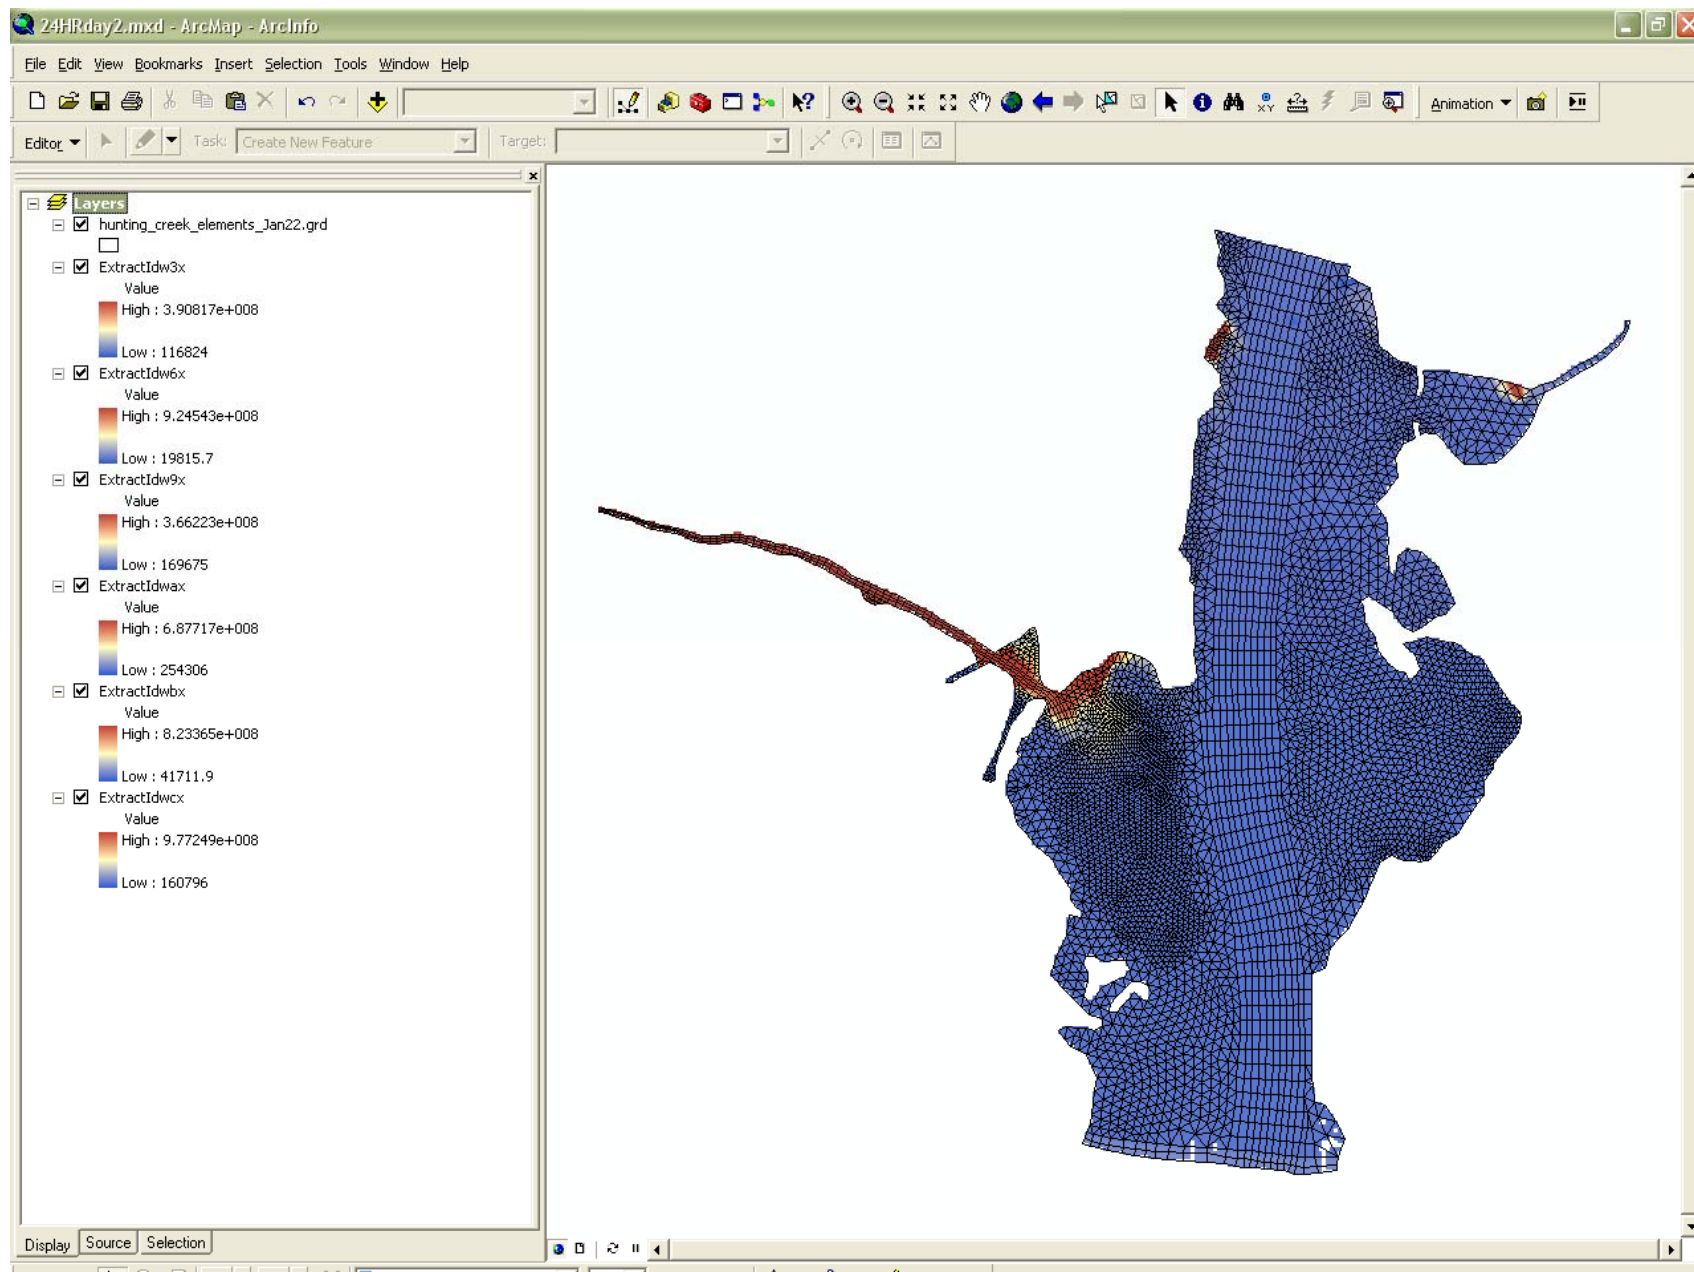 24HRday2.mxd - ArcMap - ArcInfo
File Edit View Bookmarks Insert Selection Tools Window Help
Animation
Editor Task: Create New Feature Target:
Layers
hunting_creek_elements_Jan22.grd
ExtractIdw3x
Value
High : 3.90817e+008
Low : 116824
ExtractIdw6x
Value
High : 9.24543e+008
Low : 19815.7
ExtractIdw9x
Value
High : 3.66223e+008
Low : 169675
ExtractIdwax
Value
High : 6.87717e+008
Low : 254306
ExtractIdwbx
Value
High : 8.23365e+008
Low : 41711.9
ExtractIdwcx
Value
High : 9.77249e+008
Low : 160796
Display Source Selection